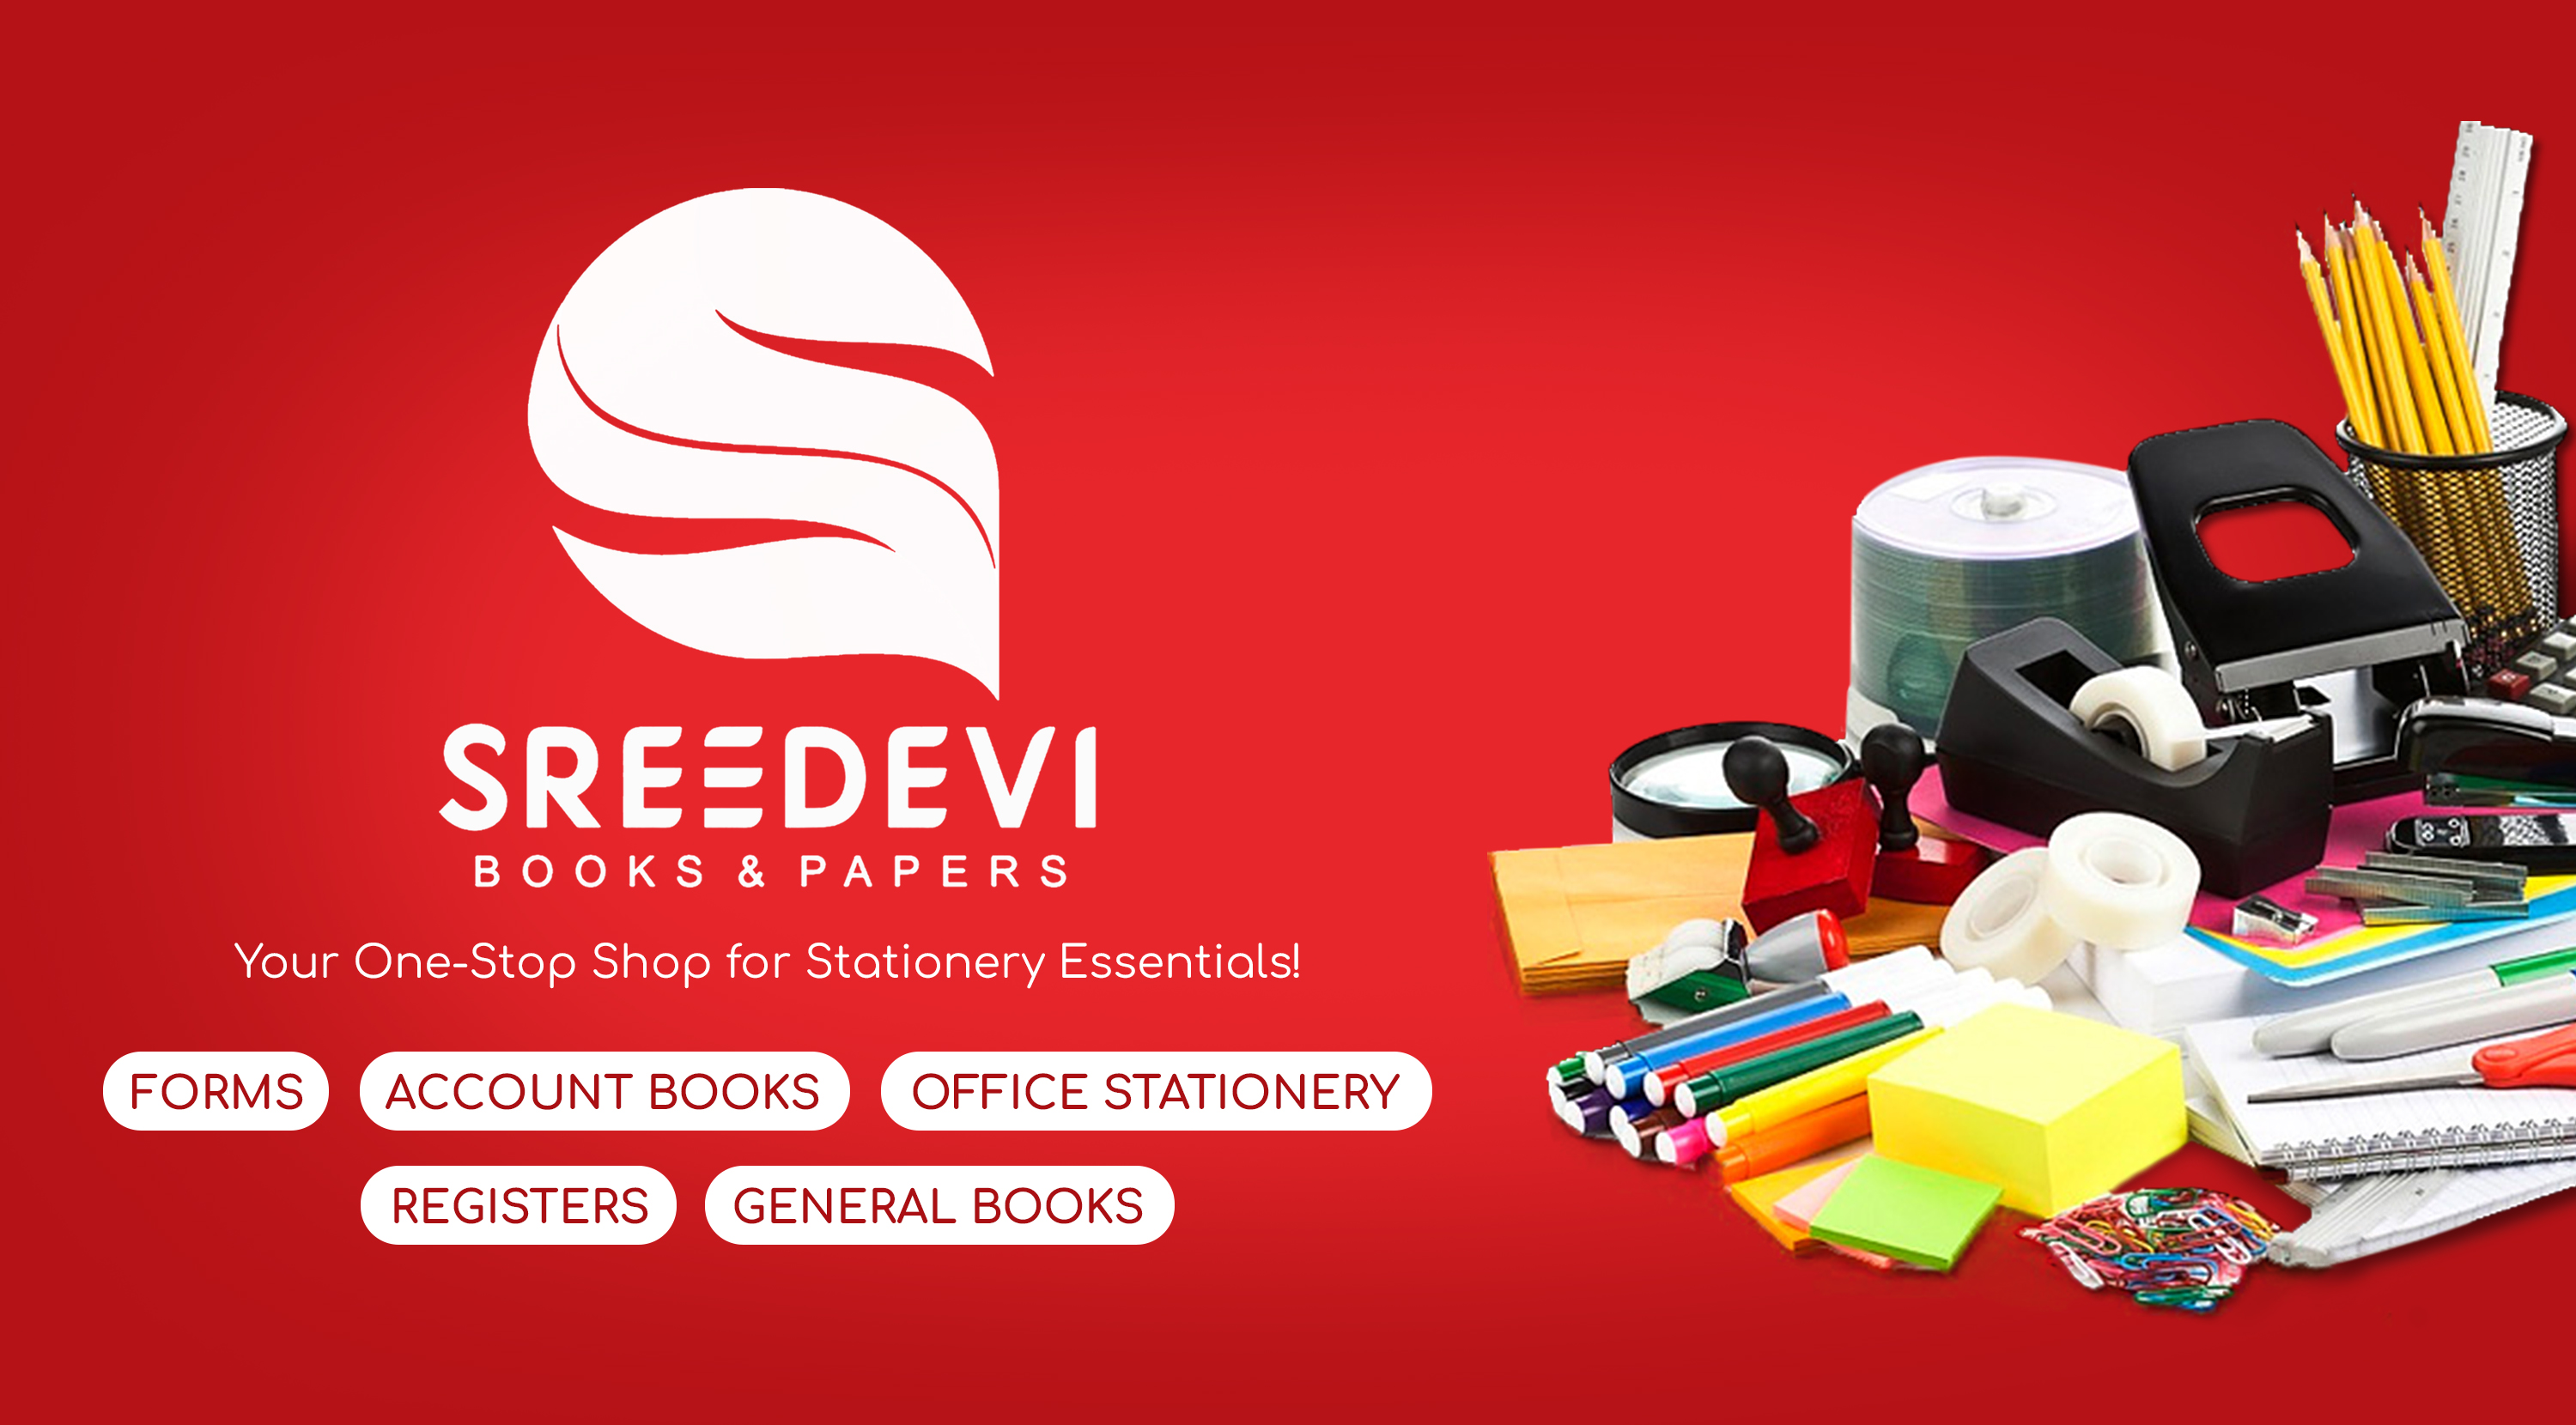 SREEDEVI
BOOKS & PAPERS
Your One-Stop Shop for Stationery Essentials!
FORMS ACCOUNT BOOKS OFFICE STATIONERY
REGISTERS GENERAL BOOKS